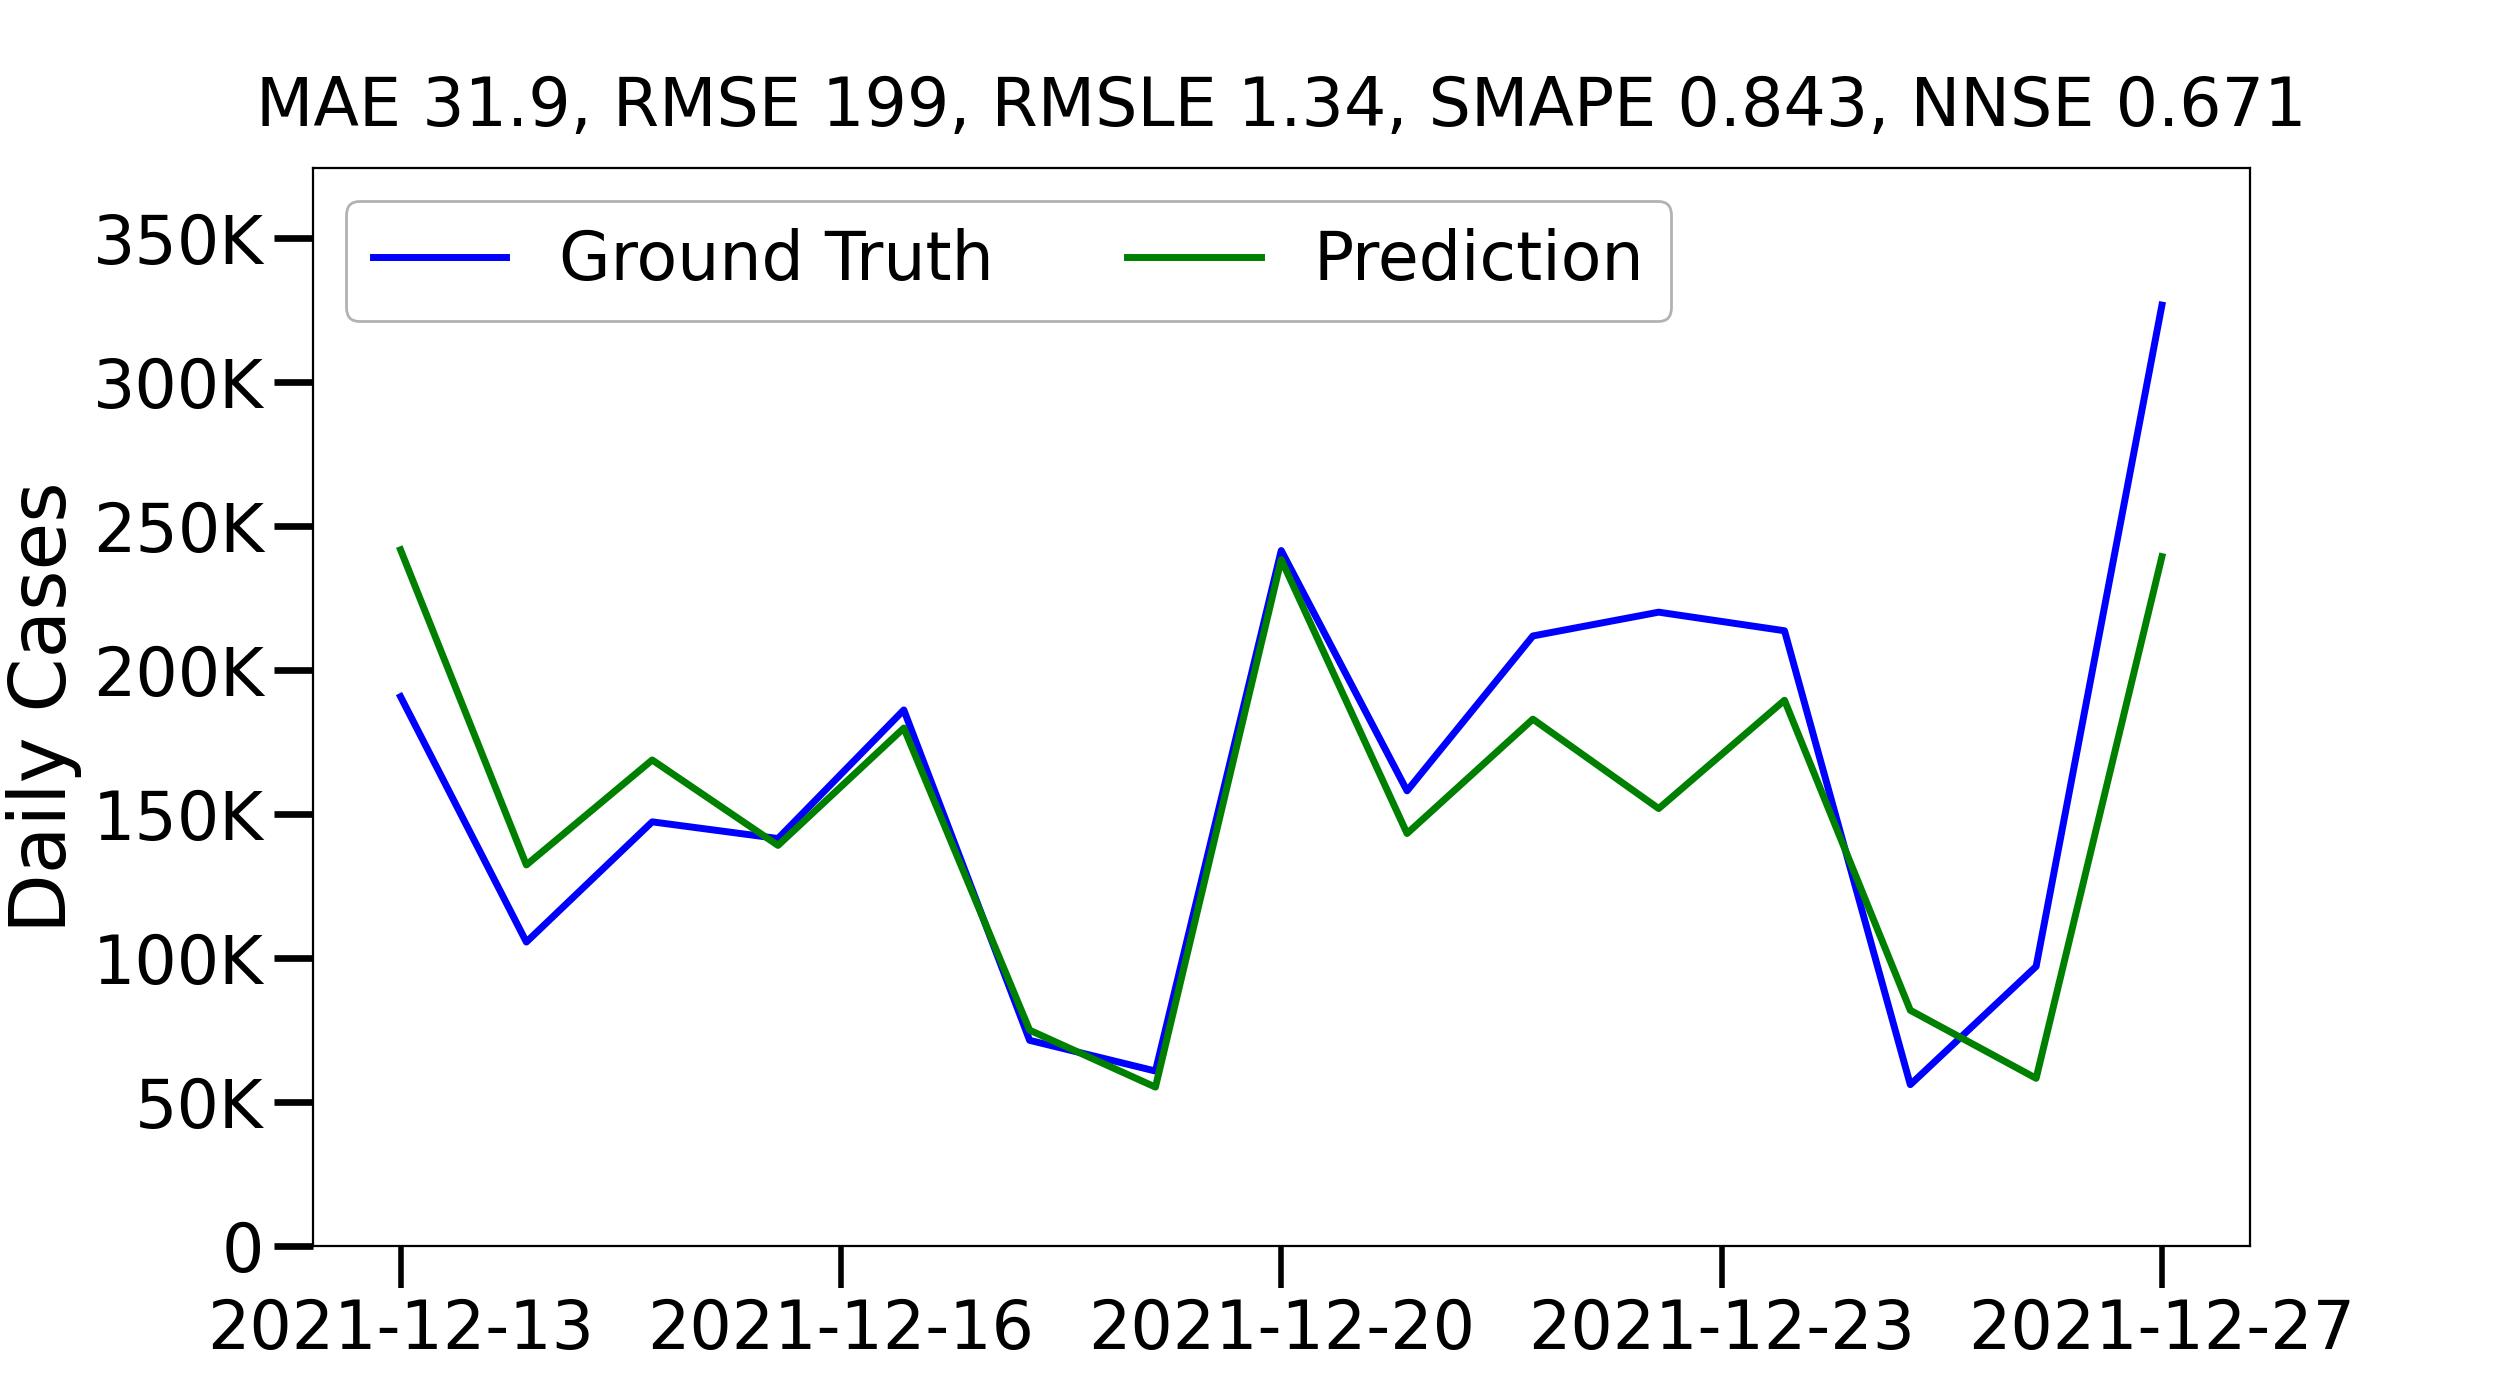 MAE 31.9, RMSE 199, RMSLE 1.34, SMAPE 0.843, NNSE 0.671
Ground Truth
Prediction
Daily Cases
350K
300K
250K
200K
150K
100K
50K
0
2021-12-13 2021-12-16 2021-12-20 2021-12-23 2021-12-27